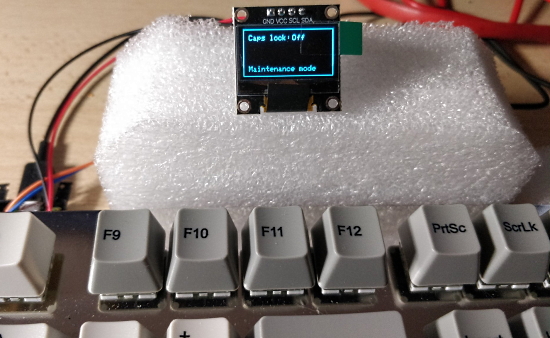 GND VCC SCL SDA
Caps lock:Off
Maintenance mode
F9 F10 F11 F12 PrtSc ScrLk
+